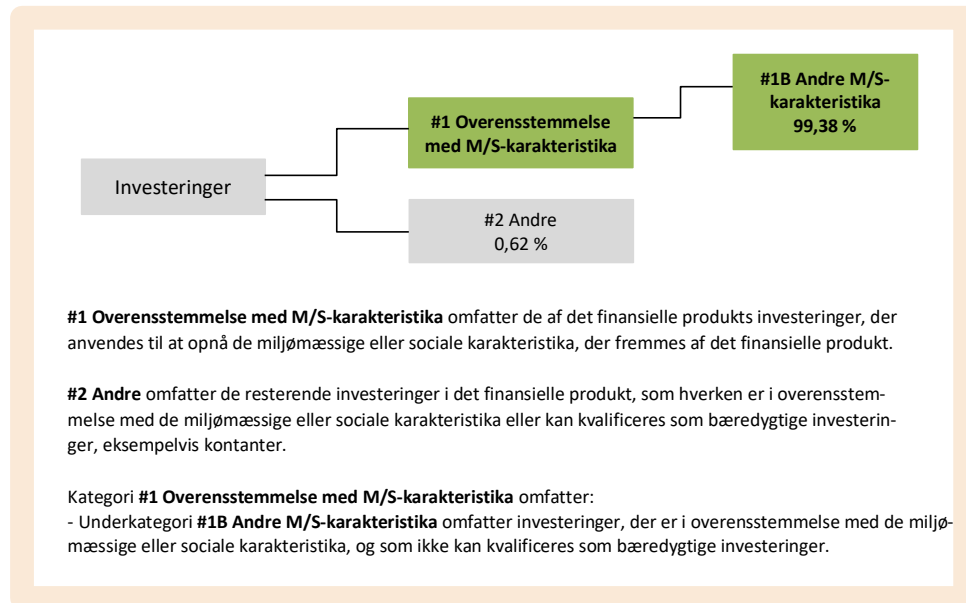 #1B Andre M/S-
karakteristika
99,38 %
#1 Overensstemmelse
med M/S-karakteristika
Investeringer
#2 Andre
0,62 %
#1 Overensstemmelse med M/S-karakteristika omfatter de af det finansielle produkts investeringer, der
anvendes til at opnå de miljømæssige eller sociale karakteristika, der fremmes af det finansielle produkt.
#2 Andre omfatter de resterende investeringer i det finansielle produkt, som hverken er i overensstem-
melse med de miljømæssige eller sociale karakteristika eller kan kvalificeres som bæredygtige investerin-
ger, eksempelvis kontanter.
Kategori #1 Overensstemmelse med M/S-karakteristika omfatter:
- Underkategori #1B Andre M/S-karakteristika omfatter investeringer, der er i overensstemmelse med de miljø-
mæssige eller sociale karakteristika, og som ikke kan kvalificeres som bæredygtige investeringer.